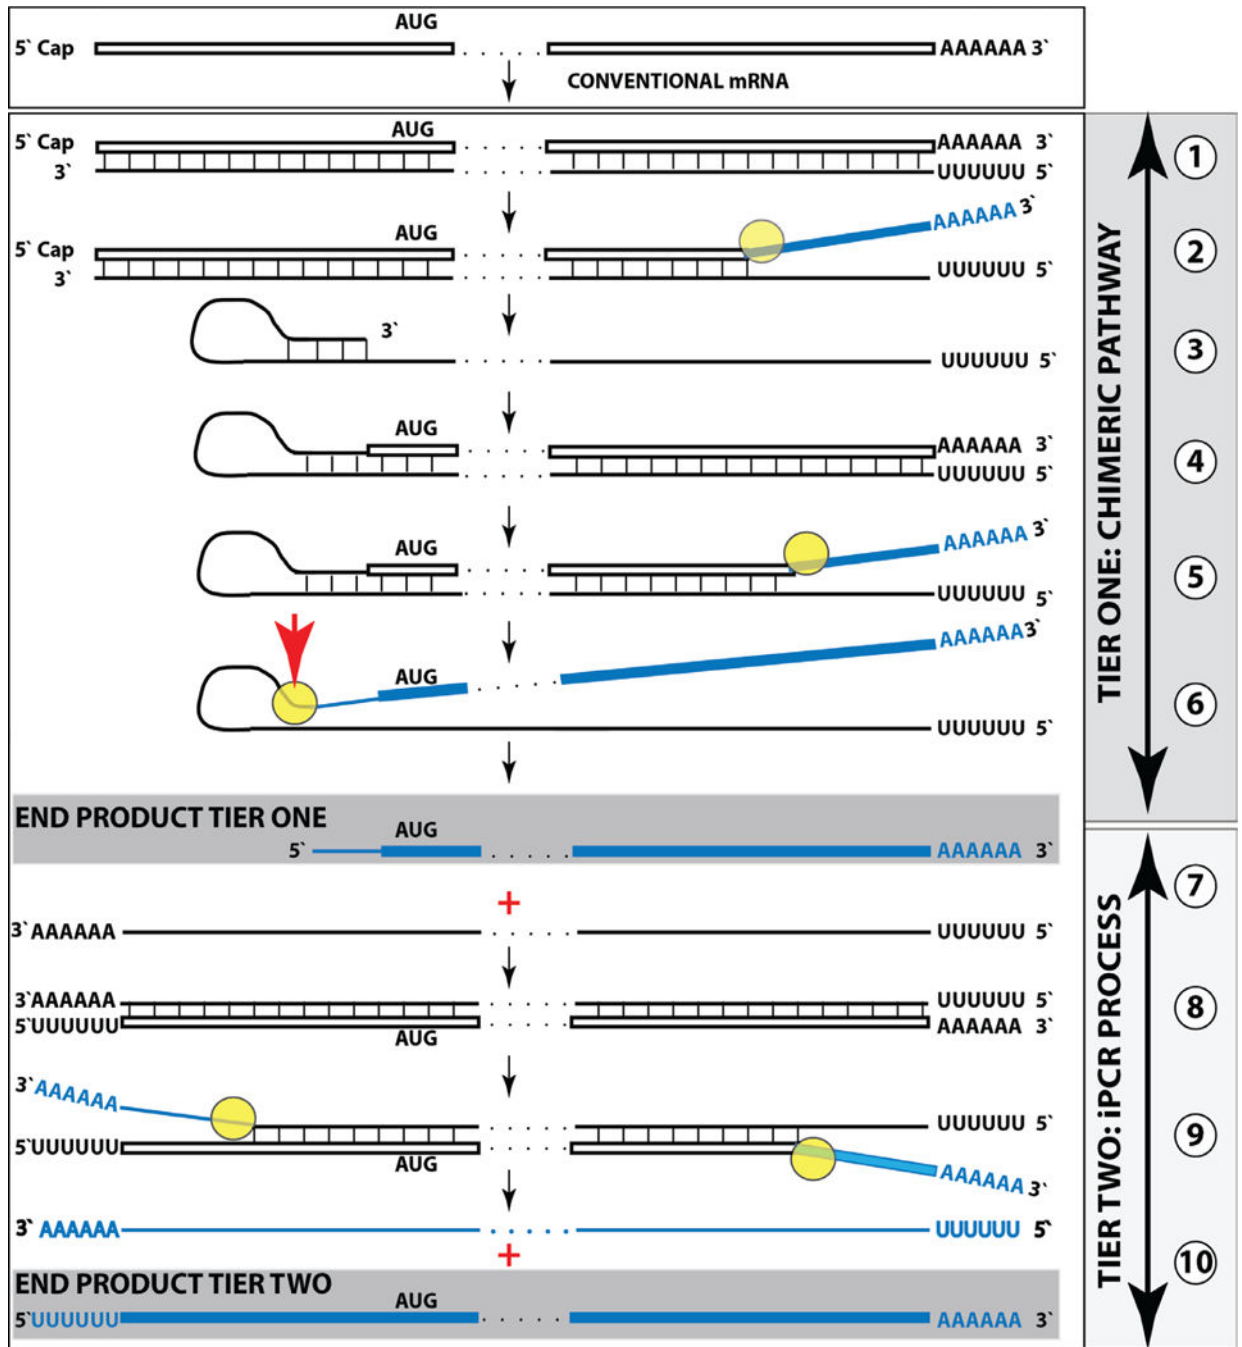 AUG
5` Cap AAAAAA 3`
CONVENTIONAL mRNA
AUG
5` Cap AAAAAA 3`
3` UUUUUU 5`
1
AUG AAAAAA 3`
5` Cap
3` UUUUUU 5`
2
3`
UUUUUU 5`
3
AUG AAAAAA 3`
UUUUUU 5`
4
AUG AAAAAA 3`
UUUUUU 5`
5
AAAAAA 3`
AUG
UUUUUU 5`
6
TIER ONE: CHIMERIC PATHWAY
END PRODUCT TIER ONE
AUG
5` AAAAAA 3`
7
+
3` AAAAAA UUUUUU 5`
3`AAAAAA UUUUUU 5`
5`UUUUUU AAAAAA 3`
AUG
8
3`AAAAAA
UUUUUU 5`
5`UUUUUU
AUG
AAAAAA 3`
9
3` AAAAAA UUUUUU 5`
+
10
END PRODUCT TIER TWO
AUG
5`UUUUUU AAAAAA 3`
TIER TWO: iPCR PROCESS